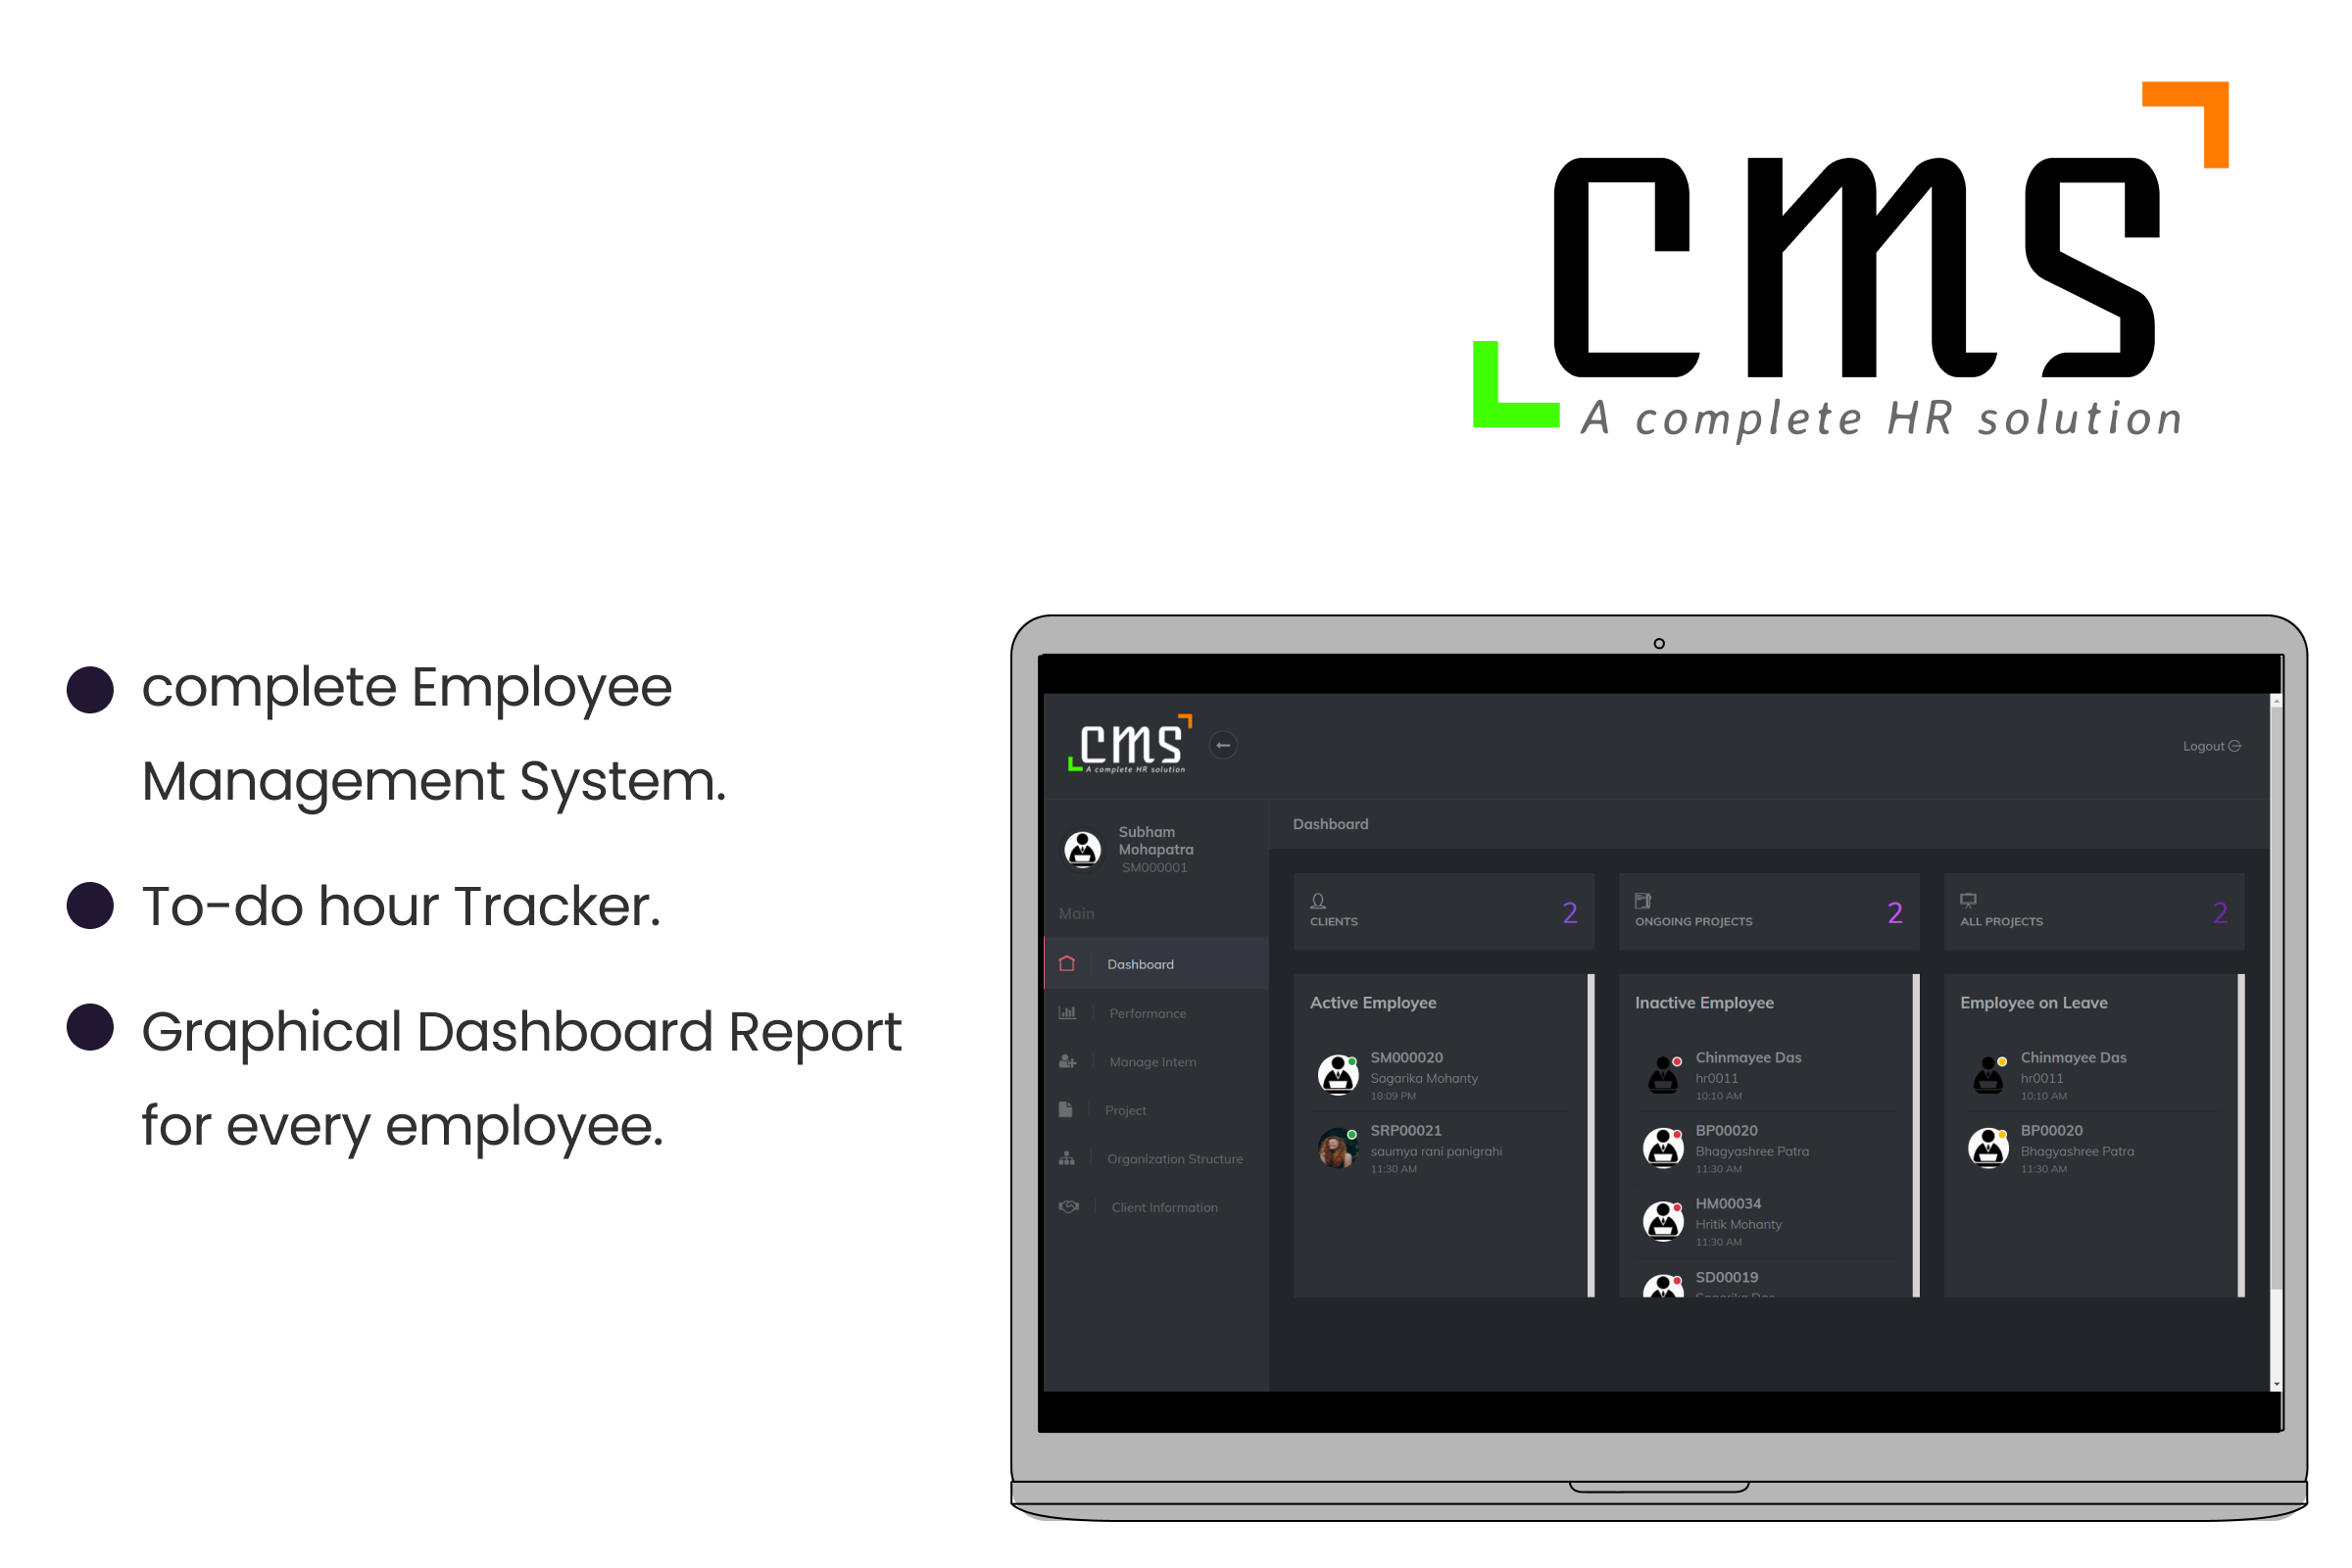 cms
A complete HR solution
complete Employee
Management System.
To-do hour Tracker.
Graphical Dashboard Report
for every employee.
cms
A complete HR solution
Logout
Subham
Mohapatra
SM000001
Main
Dashboard
Performance
Manage Intern
Project
Organization Structure
Client Information
Dashboard
CLIENTS
2
ONGOING PROJECTS
2
ALL PROJECTS
2
Active Employee
SM000020
Sagarika Mohanty
18:09 PM
SRP00021
saumya rani panigrahi
11:30 AM
Inactive Employee
Chinmayee Das
hr0011
10:10 AM
BP00020
Bhagyashree Patra
11:30 AM
HM00034
Hritik Mohanty
11:30 AM
SD00019
Employee on Leave
Chinmayee Das
hr0011
10:10 AM
BP00020
Bhagyashree Patra
11:30 AM